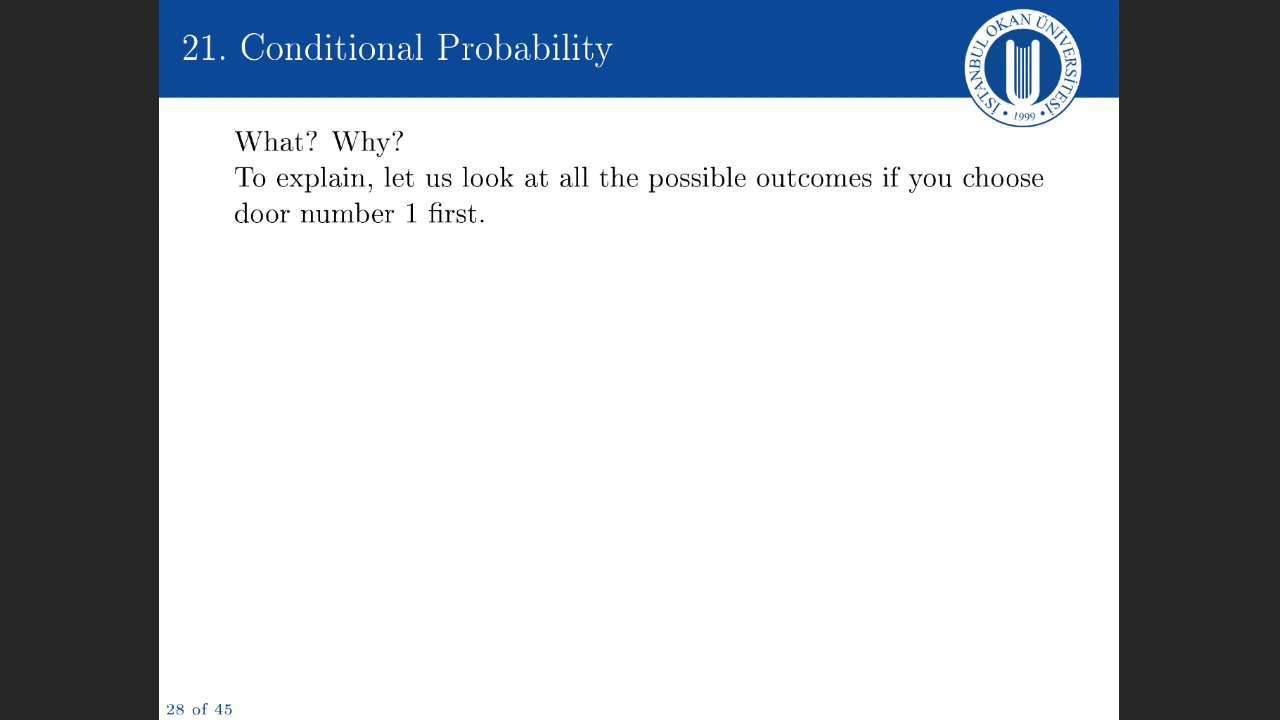 21. Conditional Probability
İSTANBUL OKAN ÜNİVERSİTESİ
• 1999 •
What? Why?
To explain, let us look at all the possible outcomes if you choose
door number 1 first.
28 of 45